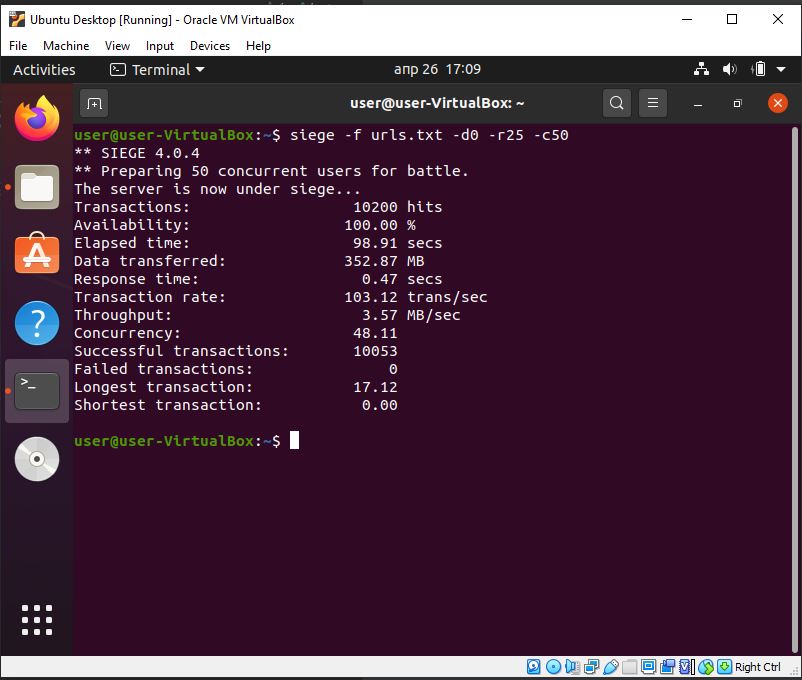 Ubuntu Desktop [Running] - Oracle VM VirtualBox
File Machine View Input Devices Help
Activities Terminal апр 26 17:09
user@user-VirtualBox: ~
user@user-VirtualBox:~$ siege -f urls.txt -d0 -r25 -c50
** SIEGE 4.0.4
** Preparing 50 concurrent users for battle.
The server is now under siege...
Transactions: 10200 hits
Availability: 100.00 %
Elapsed time: 98.91 secs
Data transferred: 352.87 MB
Response time: 0.47 secs
Transaction rate: 103.12 trans/sec
Throughput: 3.57 MB/sec
Concurrency: 48.11
Successful transactions: 10053
Failed transactions: 0
Longest transaction: 17.12
Shortest transaction: 0.00
user@user-VirtualBox:~$
Right Ctrl